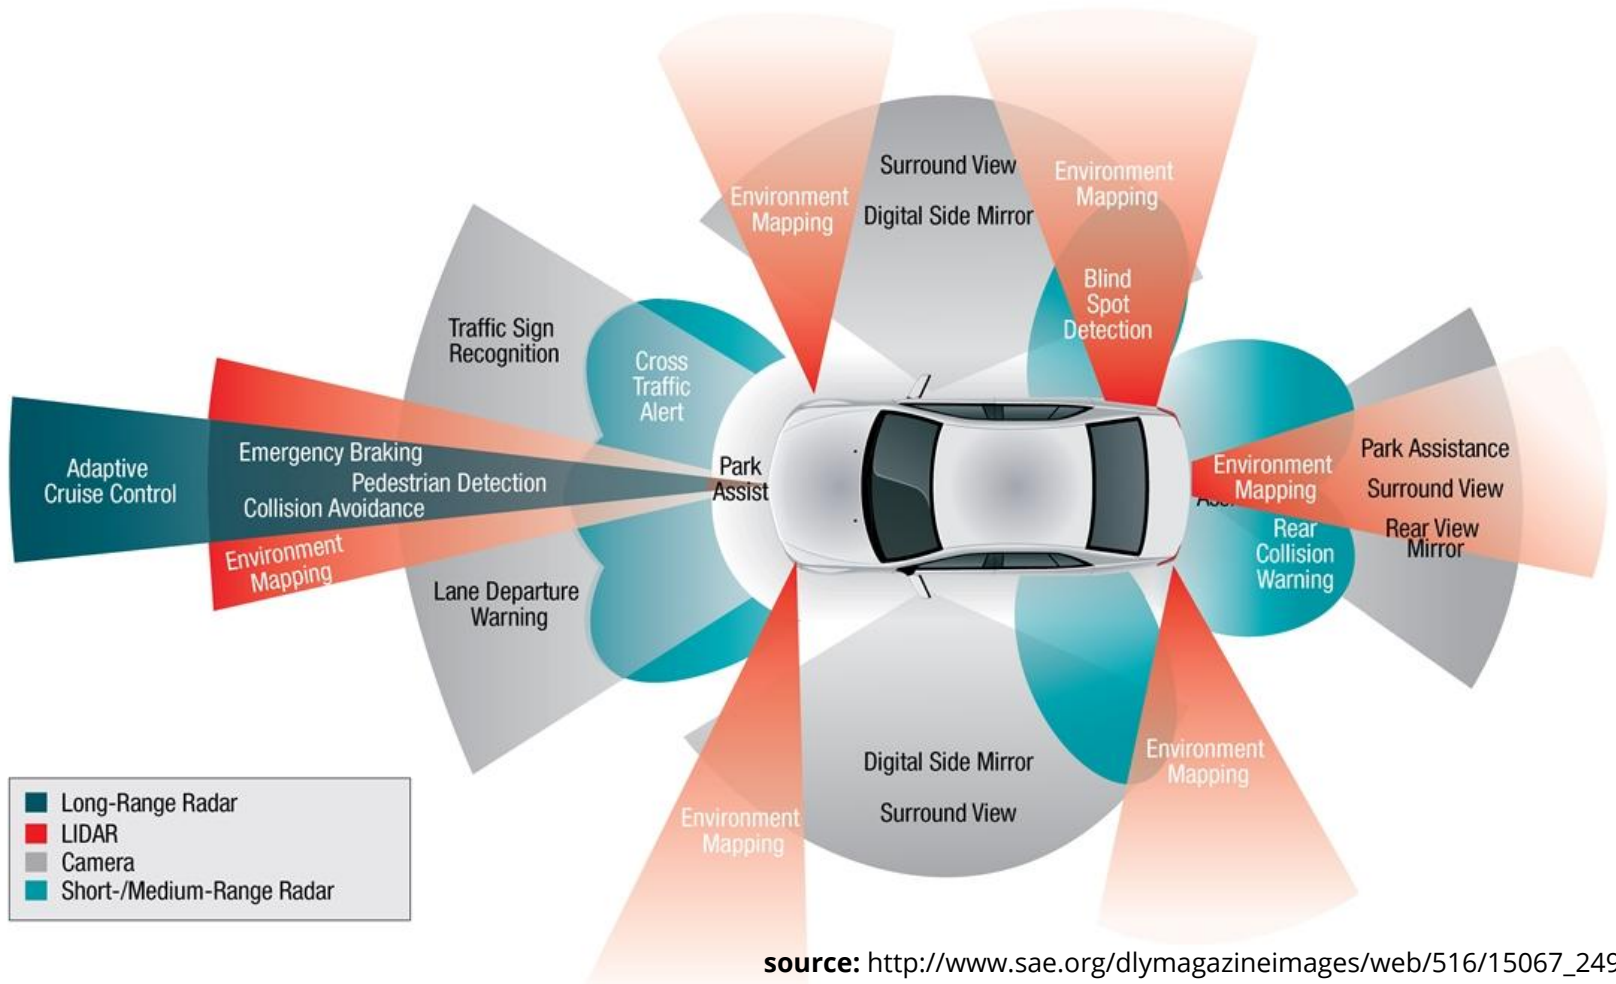 Surround View
Digital Side Mirror
Environment
Mapping
Environment
Mapping
Blind
Spot
Detection
Traffic Sign
Recognition
Cross
Traffic
Alert
Adaptive
Cruise Control
Emergency Braking
Pedestrian Detection
Collision Avoidance
Environment
Mapping
Park
Assist
Lane Departure
Warning
Environment
Mapping
Rear
Collision
Warning
Park Assistance
Surround View
Rear View
Mirror
Digital Side Mirror
Surround View
Environment
Mapping
Environment
Mapping
Long-Range Radar
LIDAR
Camera
Short-/Medium-Range Radar
source: http://www.sae.org/dlymagazineimages/web/516/15067_249